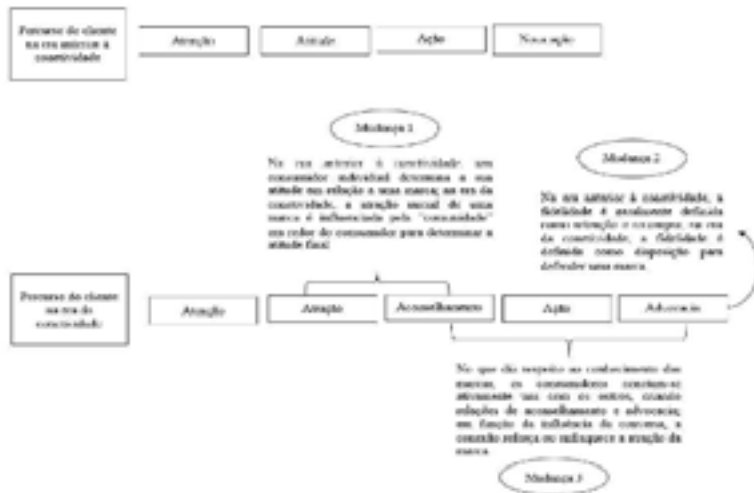 Percurso do cliente
na era anterior à
conetividade
Atenção
Atitude
Ação
Nova ação
Mudança 1
Na era anterior à conetividade, um
consumidor individual determina a sua
atitude em relação a uma marca; na era da
conetividade, a atração inicial de uma
marca é influenciada pela "comunidade"
em redor do consumidor para determinar a
atitude final
Mudança 2
Na era anterior à conetividade, a
fidelidade é geralmente definida
como retenção e recompra; na era
da conetividade, a fidelidade é
definida como disposição para
defender uma marca.
Percurso do cliente
na era da
conetividade
Atenção
Atração
Aconselhamento
Ação
Advocacia
No que diz respeito ao conhecimento das
marcas, os consumidores conectam-se
ativamente uns com os outros, criando
relações de aconselhamento e advocacia;
em função da influência da conversa, a
conexão reforça ou enfraquece a atração da
marca.
Mudança 3